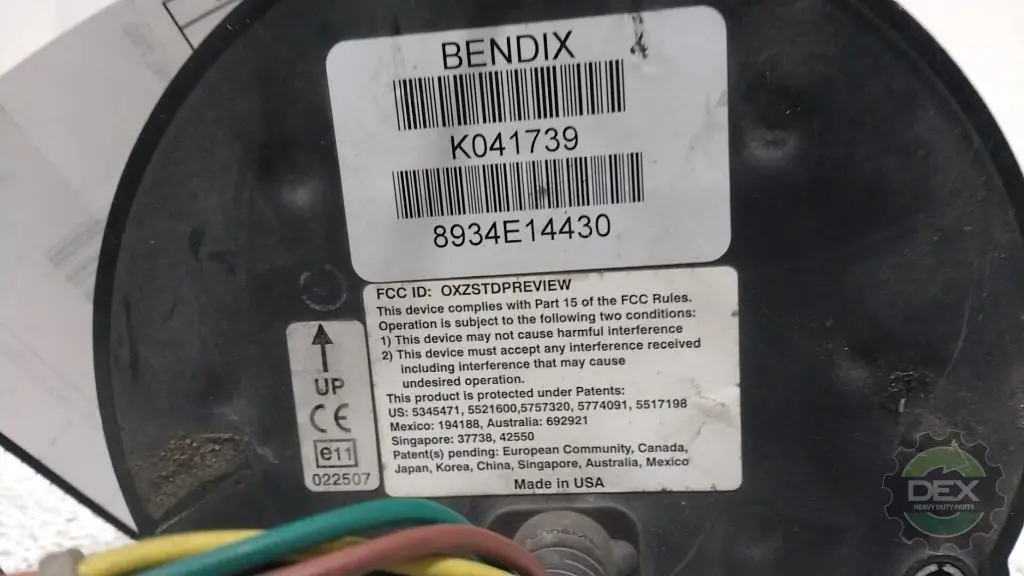 BENDIX
K041739
8934E14430
FCC ID: OXZSTDPREVIEW
This device complies with Part 15 of the FCC Rules.
Operation is subject to the following two conditions:
1) This device may not cause harmful interference
2) This device must accept any interference received
including interference that may cause
undesired operation.
This product is protected under Patents:
US: 5345471, 5521600,5757320, 5774091, 5517198
Mexico: 194188, Australia: 692921
Singapore: 37738, 42550
Patent(s) pending: European Community, Canada,
Japan, Korea, China, Singapore, Australia, Mexico
Made in USA
UP
CE
e11
022507
DEX
HEAVY DUTY PARTS